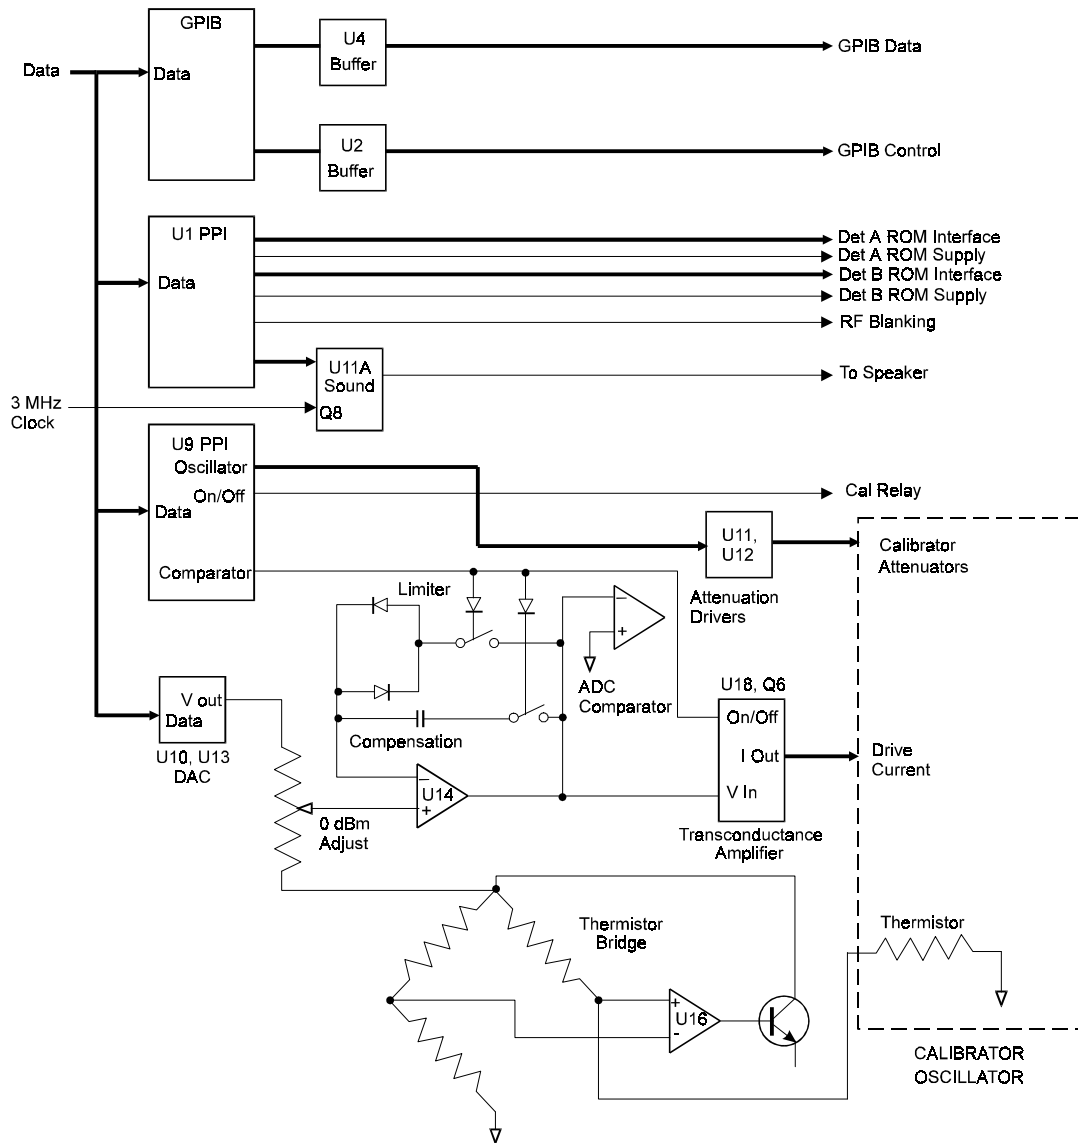 GPIB
Data
Data
U4
Buffer
GPIB Data
U2
Buffer
GPIB Control
U1 PPI
Data
Det A ROM Interface
Det A ROM Supply
Det B ROM Interface
Det B ROM Supply
RF Blanking
U11A
Sound
Q8
To Speaker
3 MHz
Clock
U9 PPI
Oscillator
On/Off
Data
Comparator
Cal Relay
U11,
U12
Attenuation
Drivers
Calibrator
Attenuators
Limiter
–
+
ADC
Comparator
Compensation
V out
Data
U10, U13
DAC
0 dBm
Adjust
–
U14
+
U18, Q6
On/Off
I Out
V In
Transconductance
Amplifier
Drive
Current
Thermistor
Bridge
+
U16
-
Thermistor
CALIBRATOR
OSCILLATOR